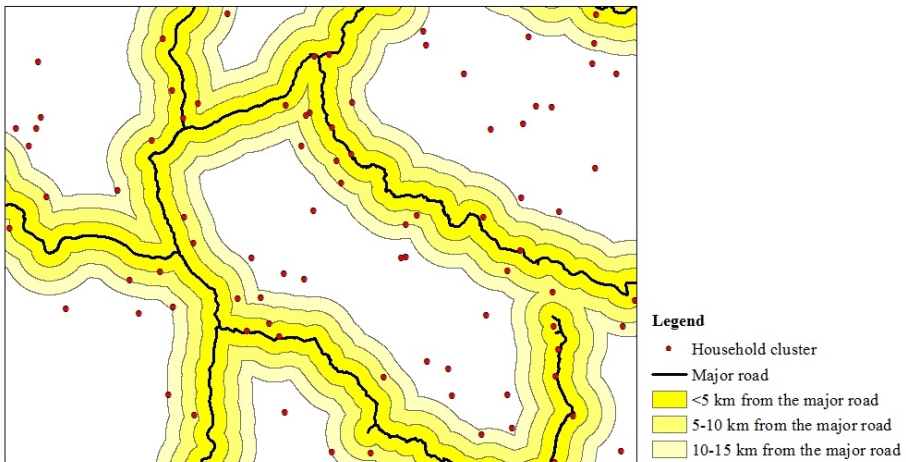 Legend
Household cluster
Major road
<5 km from the major road
5-10 km from the major road
10-15 km from the major road